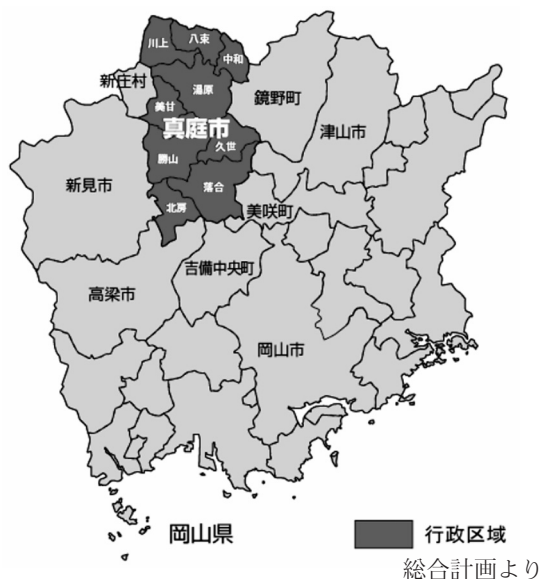 川上
八束
中和
新庄村
湯原
鏡野町
美甘
真庭市
津山市
久世
勝山
新見市
落合
北房
美咲町
吉備中央町
高梁市
岡山市
岡山県
行政区域
総合計画より